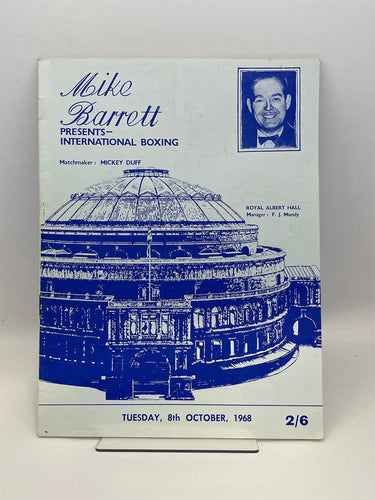 Mike
Barrett
PRESENTS—
INTERNATIONAL BOXING
Matchmaker: MICKEY DUFF
ROYAL ALBERT HALL
Manager: F. J. Mundy
TUESDAY, 8th OCTOBER, 1968
2/6